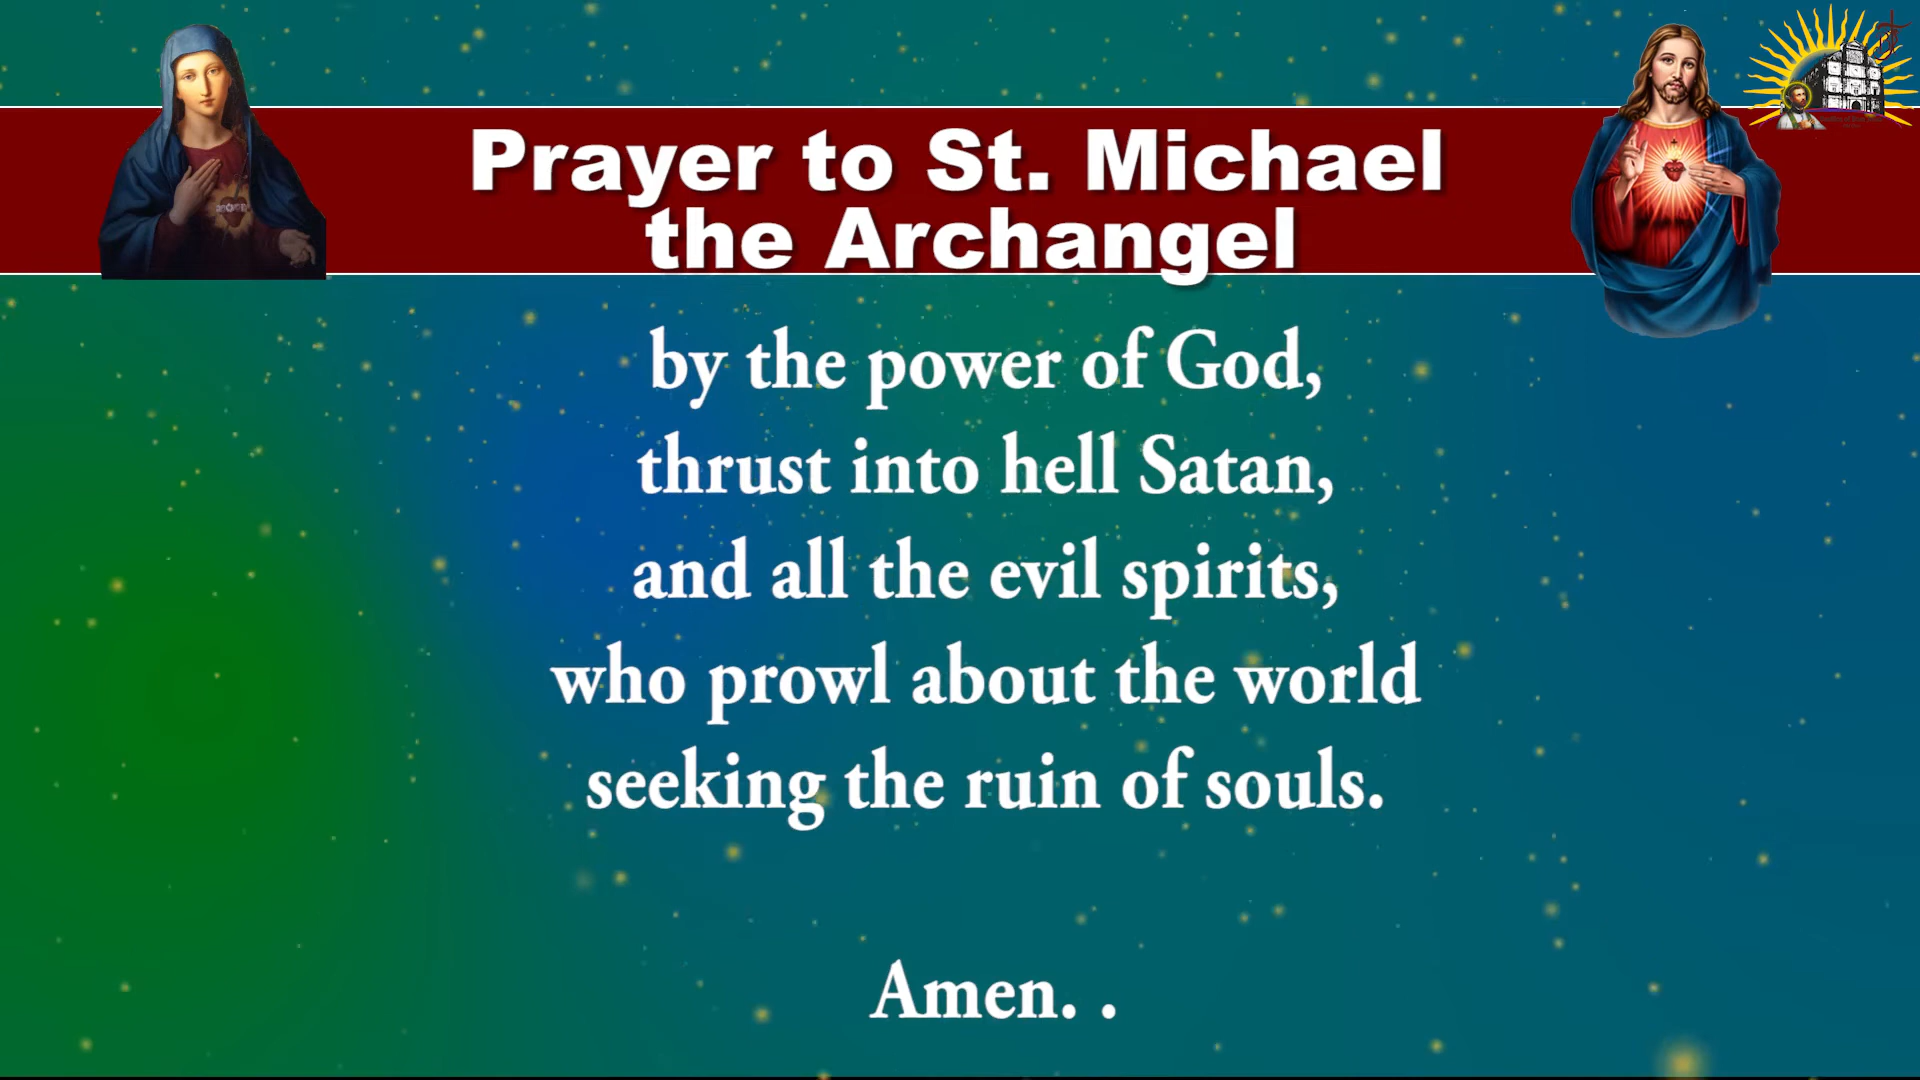 Prayer to St. Michael
the Archangel
by the power of God,
thrust into hell Satan,
and all the evil spirits,
who prowl about the world
seeking the ruin of souls.
Amen. .